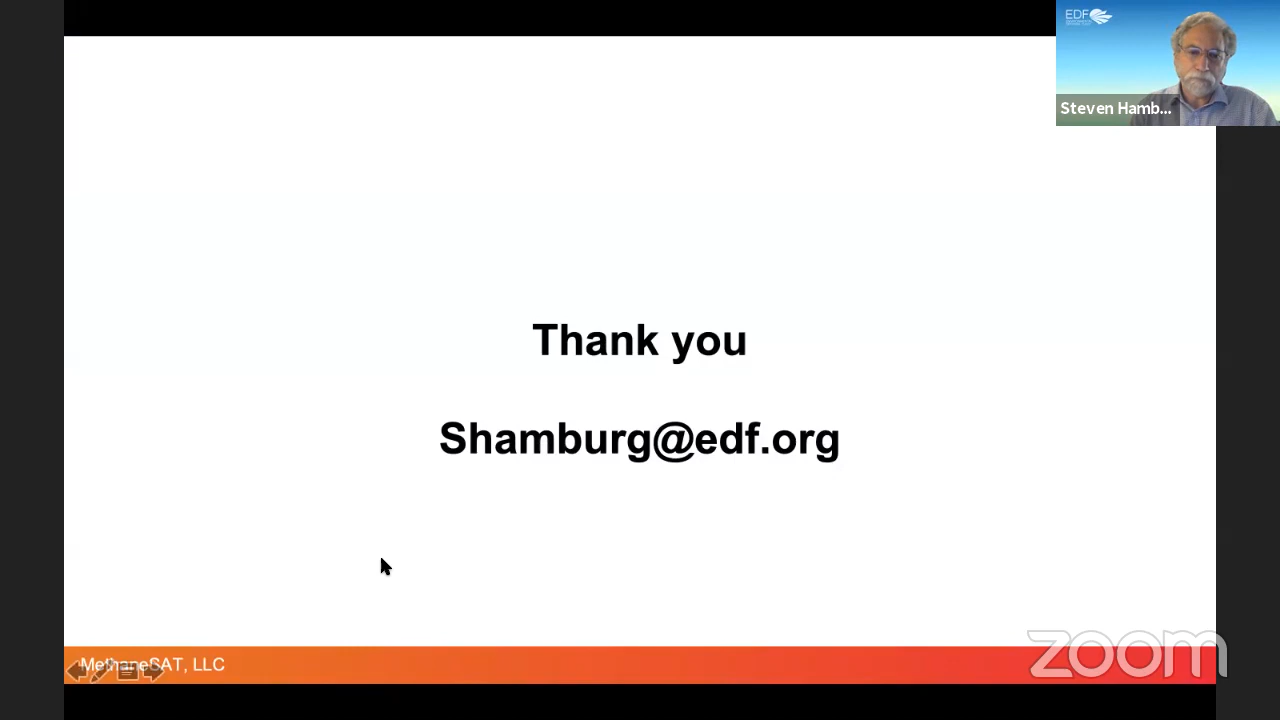 EDF
Steven Hamb...
Thank you
Shamburg@edf.org
MethaneSAT, LLC
zoom